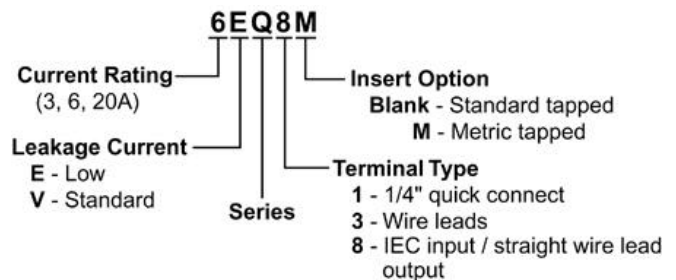 6EQ8M
Current Rating
(3, 6, 20A)
Leakage Current
E - Low
V - Standard
Series
Insert Option
Blank - Standard tapped
M - Metric tapped
Terminal Type
1 - 1/4" quick connect
3 - Wire leads
8 - IEC input / straight wire lead
output